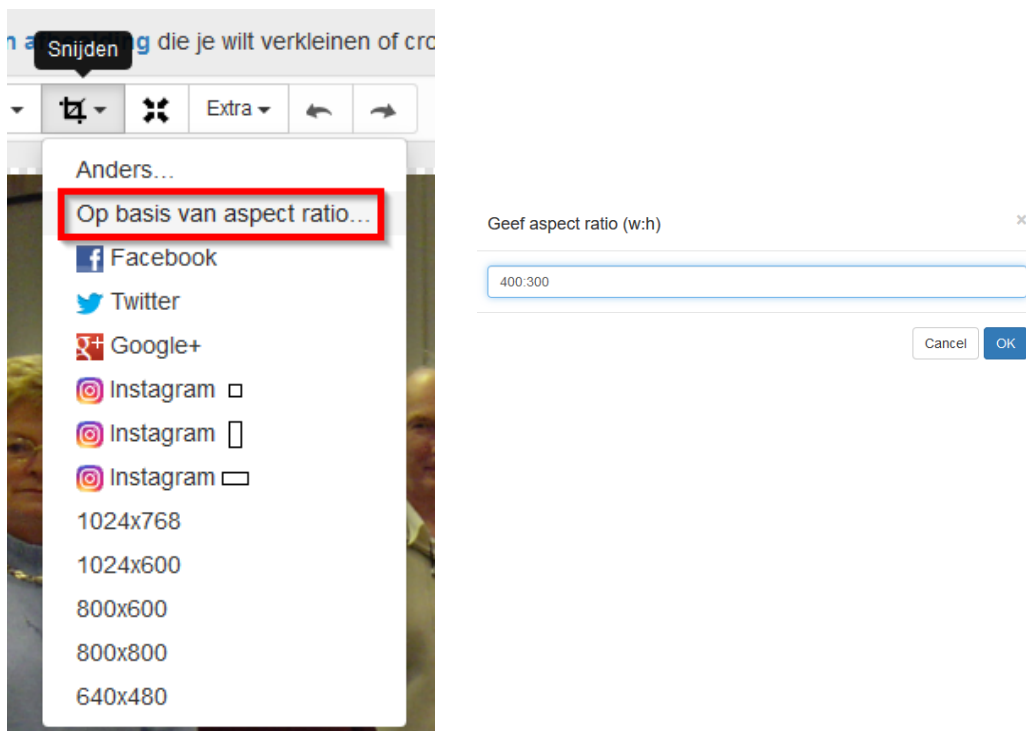 afbeelding die je wilt verkleinen of cro
Snijden
Extra
Anders...
Op basis van aspect ratio...
Facebook
Twitter
Google+
Instagram
Instagram
Instagram
1024x768
1024x600
800x600
800x800
640x480
Geef aspect ratio (w:h)
×
400:300
Cancel
OK